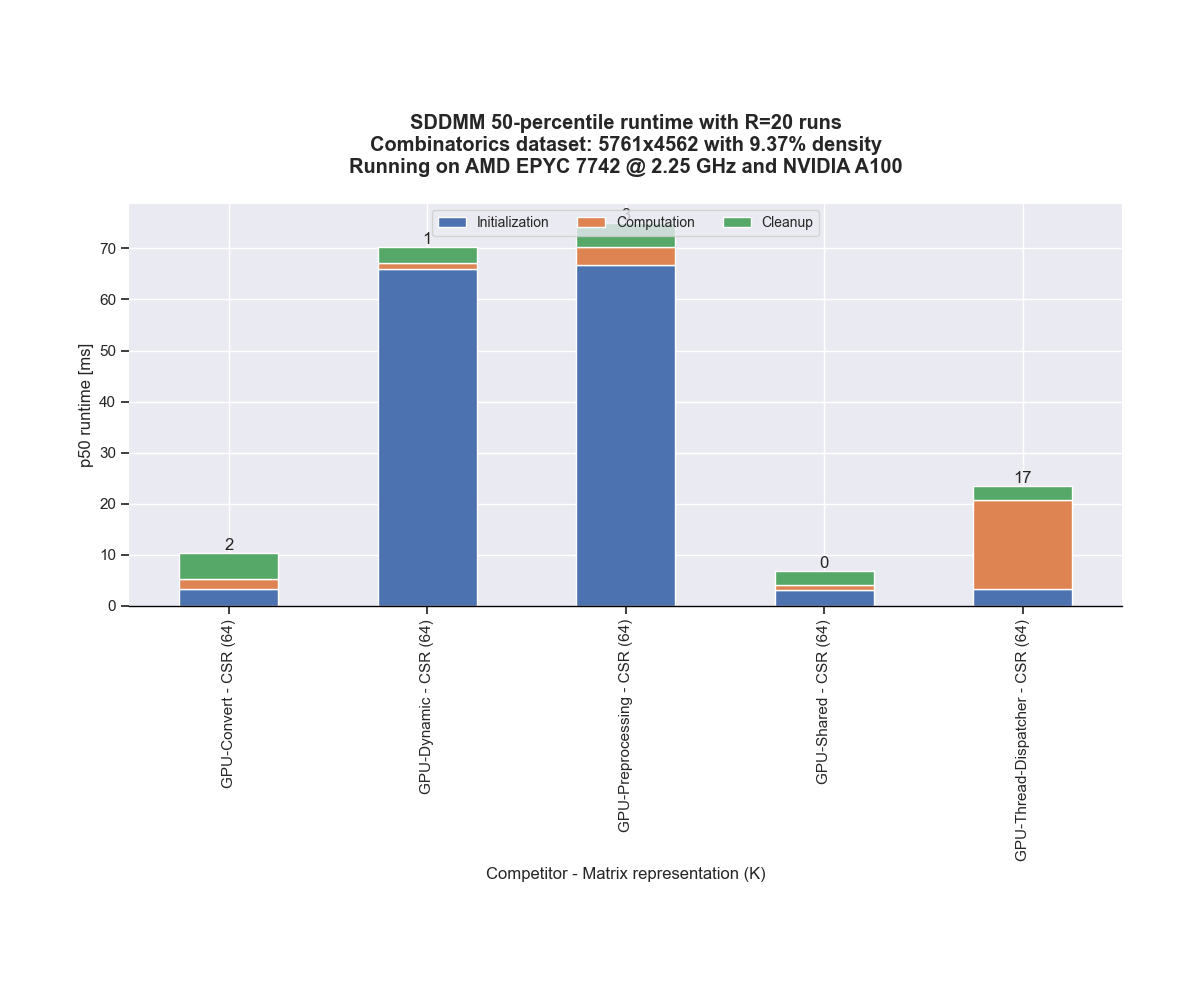 SDDMM 50-percentile runtime with R=20 runs
Combinatorics dataset: 5761x4562 with 9.37% density
Running on AMD EPYC 7742 @ 2.25 GHz and NVIDIA A100
Initialization
Computation
Cleanup
1
2
0
17
70
60
50
40
30
20
10
0
p50 runtime [ms]
GPU-Convert - CSR (64)
GPU-Dynamic - CSR (64)
GPU-Preprocessing - CSR (64)
GPU-Shared - CSR (64)
GPU-Thread-Dispatcher - CSR (64)
Competitor - Matrix representation (K)